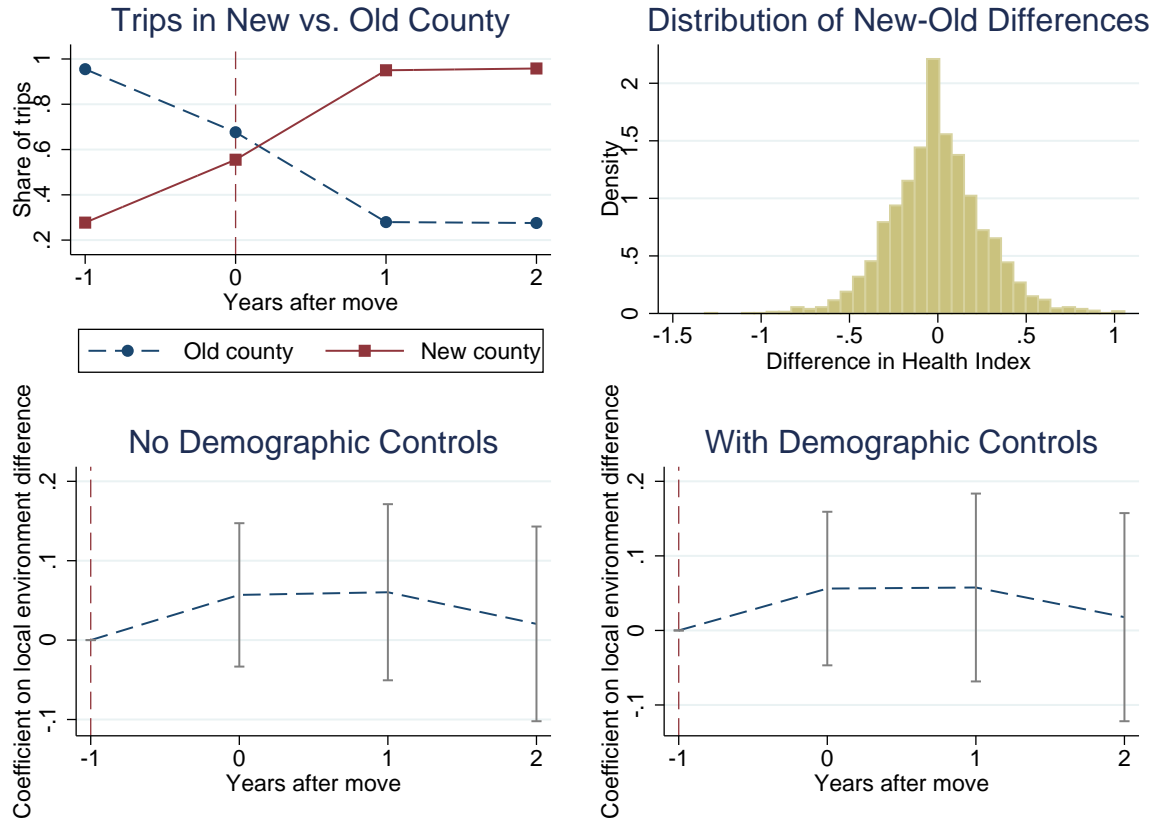 Trips in New vs. Old County
Share of trips
1
.8
.6
.4
.2
-1 0 1 2
Years after move
Old county New county
Distribution of New-Old Differences
Density
2
1.5
1
.5
0
-1.5 -1 -.5 0 .5 1
Difference in Health Index
No Demographic Controls
Coefficient on local environment difference
.2
.1
0
-.1
-1 0 1 2
Years after move
With Demographic Controls
Coefficient on local environment difference
.2
.1
0
-.1
-1 0 1 2
Years after move